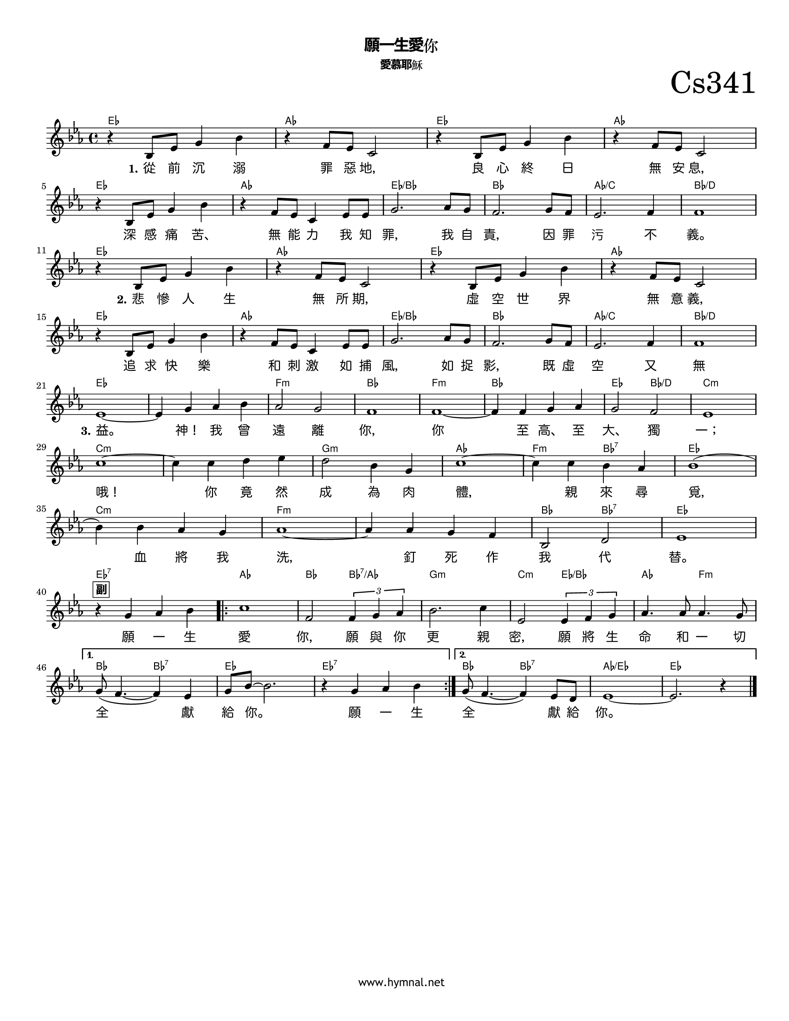 願一生愛你
愛慕耶穌
Cs341
E♭ A♭ E♭ A♭
1. 從前沉溺 罪惡地, 良心終日 無安息,
5 E♭ A♭ E♭/B♭ B♭ A♭/C B♭/D
深感痛苦、 無能力 我知罪, 我自責, 因罪污 不義。
11 E♭ A♭ E♭ A♭
2. 悲慘人生 無所期, 虛空世界 無意義,
15 E♭ A♭ E♭/B♭ B♭ A♭/C B♭/D
追求快樂 和刺激 如捕風, 如捉影, 既虛空 又無
21 E♭ Fm B♭ Fm B♭ E♭ B♭/D Cm
3. 益。 神!我曾遠離你, 你 至高、至大、獨一;
29 Cm Gm A♭ Fm B♭7 E♭
哦! 你竟然成為肉體, 親來尋覓,
35 Cm Fm B♭ B♭7 E♭
血將我洗, 釘死作我代替。
E♭7 A♭ B♭ B♭7/A♭ Gm Cm E♭/B♭ A♭ Fm
副
40 3 3
願一生愛你, 願與你更親密, 願將生命和一切
1. 2.
46 B♭ B♭7 E♭ E♭7 B♭ B♭7 A♭/E♭ E♭
全 獻給你。 願一生全 獻給你。
www.hymnal.net